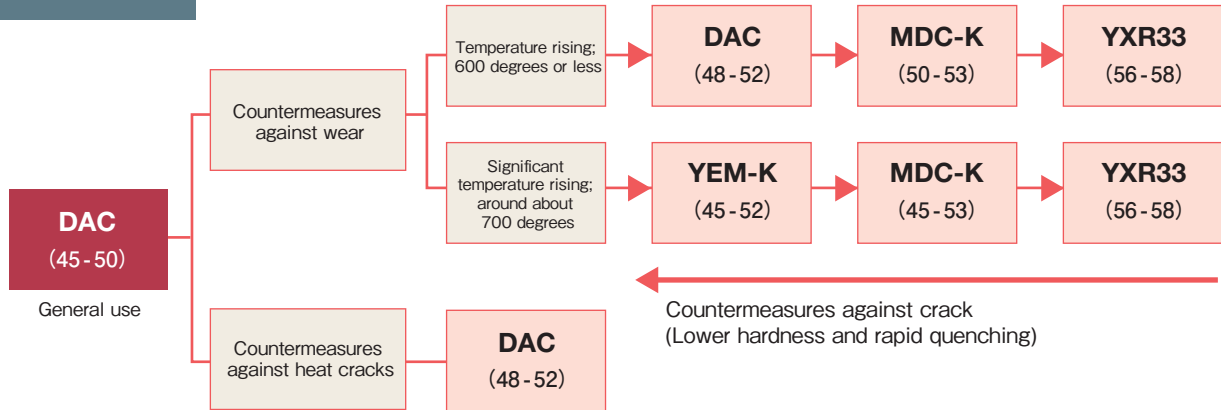 DAC
(45-50)
General use
Countermeasures
against wear
Temperature rising;
600 degrees or less
DAC
(48-52)
MDC-K
(50-53)
YXR33
(56-58)
Significant
temperature rising;
around about
700 degrees
YEM-K
(45-52)
MDC-K
(45-53)
YXR33
(56-58)
Countermeasures against crack
(Lower hardness and rapid quenching)
Countermeasures
against heat cracks
DAC
(48-52)